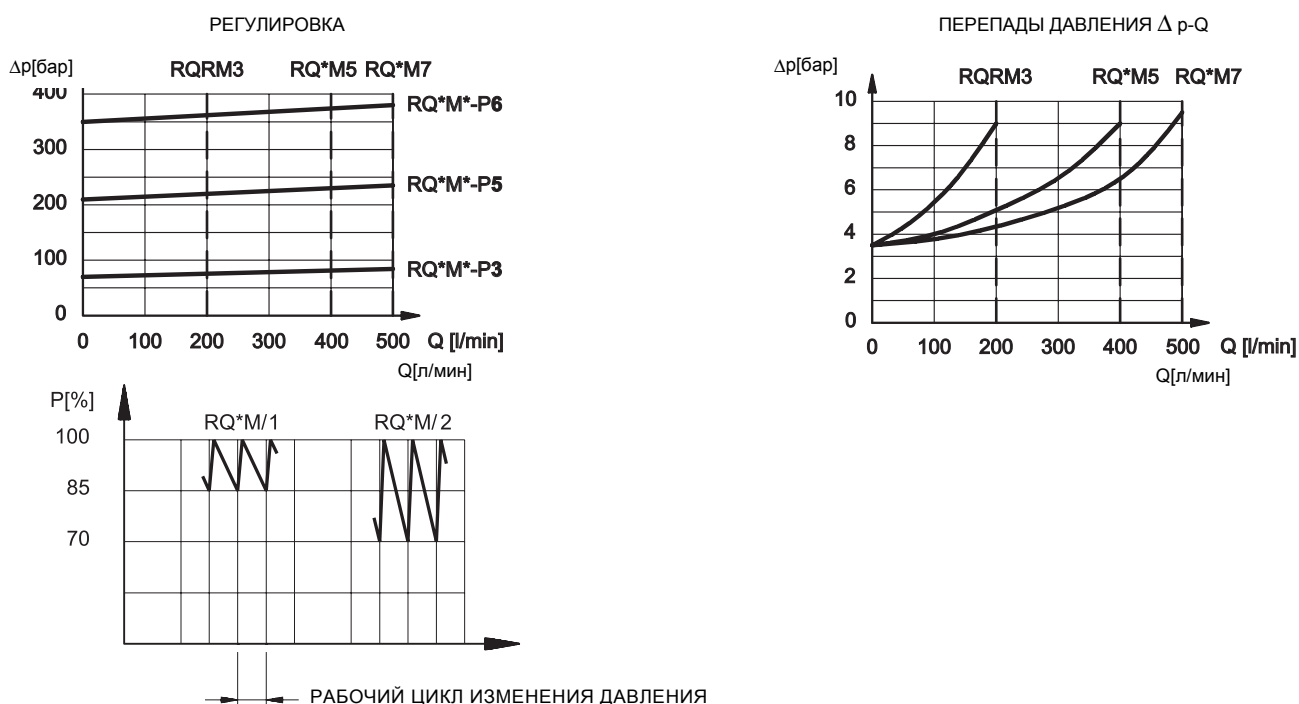 РЕГУЛИРОВКА
Δp[бар]
RQRM3
RQ*M5
RQ*M7
400
300
200
100
0
RQ*M*-P6
RQ*M*-P5
RQ*M*-P3
0 100 200 300 400 500 Q [l/min]
Q[л/мин]
ПЕРЕПАДЫ ДАВЛЕНИЯ Δ p-Q
Δp[бар]
RQRM3
RQ*M5
RQ*M7
10
8
6
4
2
0
0 100 200 300 400 500 Q [l/min]
Q[л/мин]
P[%]
RQ*M/1
RQ*M/2
100
85
70
РАБОЧИЙ ЦИКЛ ИЗМЕНЕНИЯ ДАВЛЕНИЯ